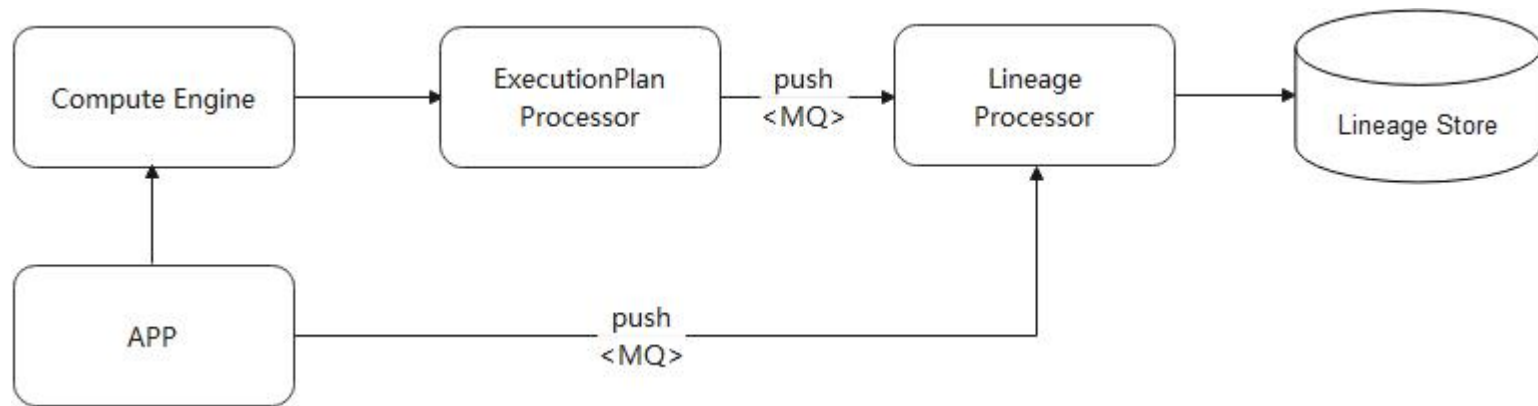 Compute Engine
ExecutionPlan
Processor
push
<MQ>
Lineage
Processor
Lineage Store
APP
push
<MQ>